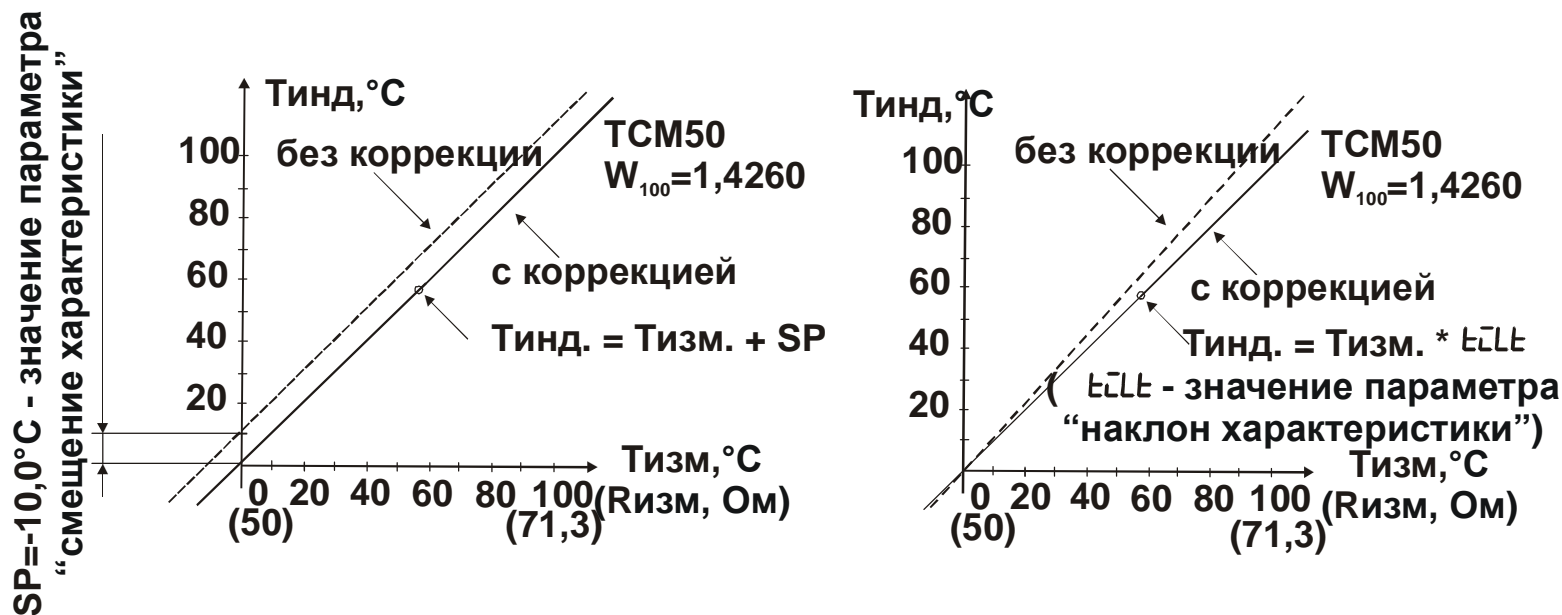 SP=-10,0°C - значение параметра
“смещение характеристики”
Тинд,°C
100
80
60
40
20
без коррекции
ТСМ50
W₁₀₀=1,4260
с коррекцией
Тинд. = Тизм. + SP
Тизм,°C
0 20 40 60 80 100 (Rизм, Ом)
(50) (71,3)
Тинд,°C
100
80
60
40
20
без коррекции
ТСМ50
W₁₀₀=1,4260
с коррекцией
Тинд. = Тизм. * tilt
( tilt - значение параметра
“наклон характеристики”)
Тизм,°C
0 20 40 60 80 100 (Rизм, Ом)
(50) (71,3)